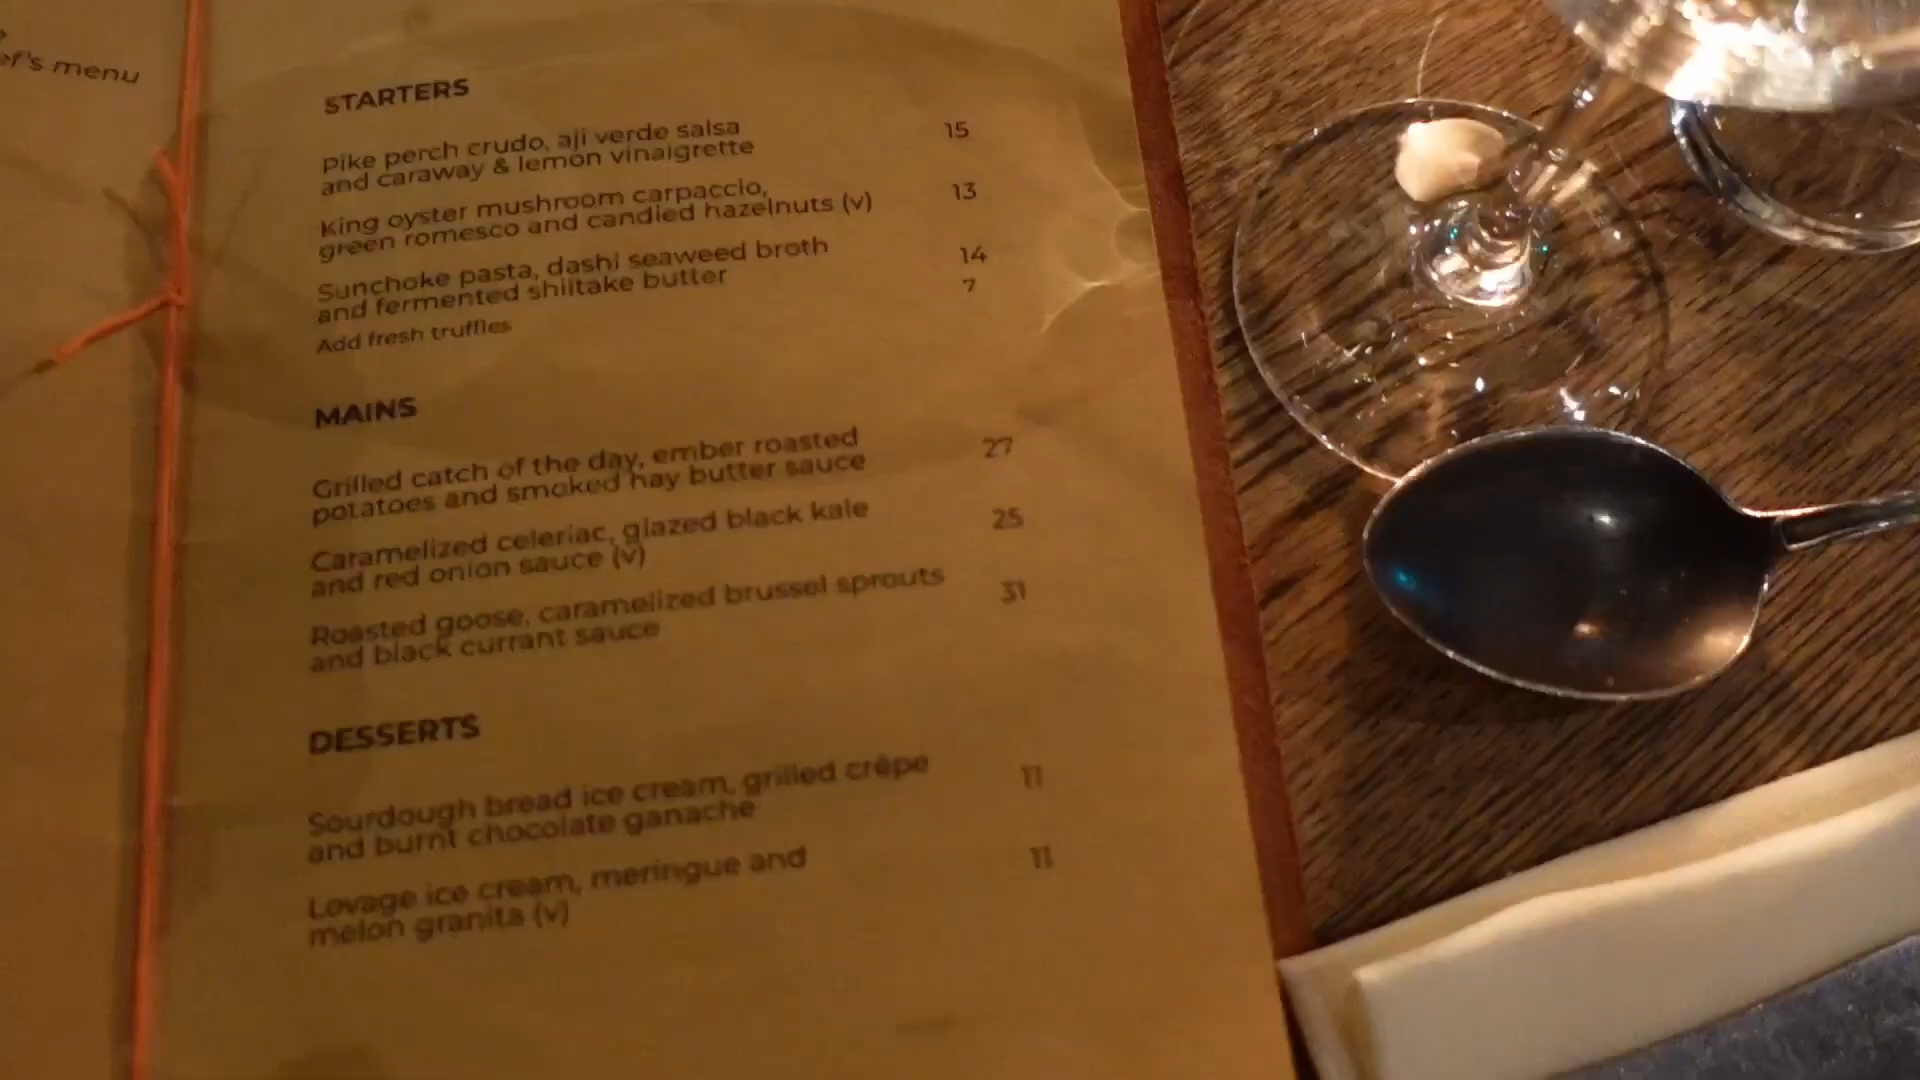 ef's menu
STARTERS
Pike perch crudo, aji verde salsa 15
and caraway & lemon vinaigrette
King oyster mushroom carpaccio, 13
green romesco and candied hazelnuts (v)
Sunchoke pasta, dashi seaweed broth 14
and fermented shiitake butter 7
Add fresh truffles
MAINS
Grilled catch of the day, ember roasted 27
potatoes and smoked hay butter sauce
Caramelized celeriac, glazed black kale 25
and red onion sauce (v)
Roasted goose, caramelized brussel sprouts 31
and black currant sauce
DESSERTS
Sourdough bread ice cream, grilled crêpe 11
and burnt chocolate ganache
Lovage ice cream, meringue and 11
melon granita (v)